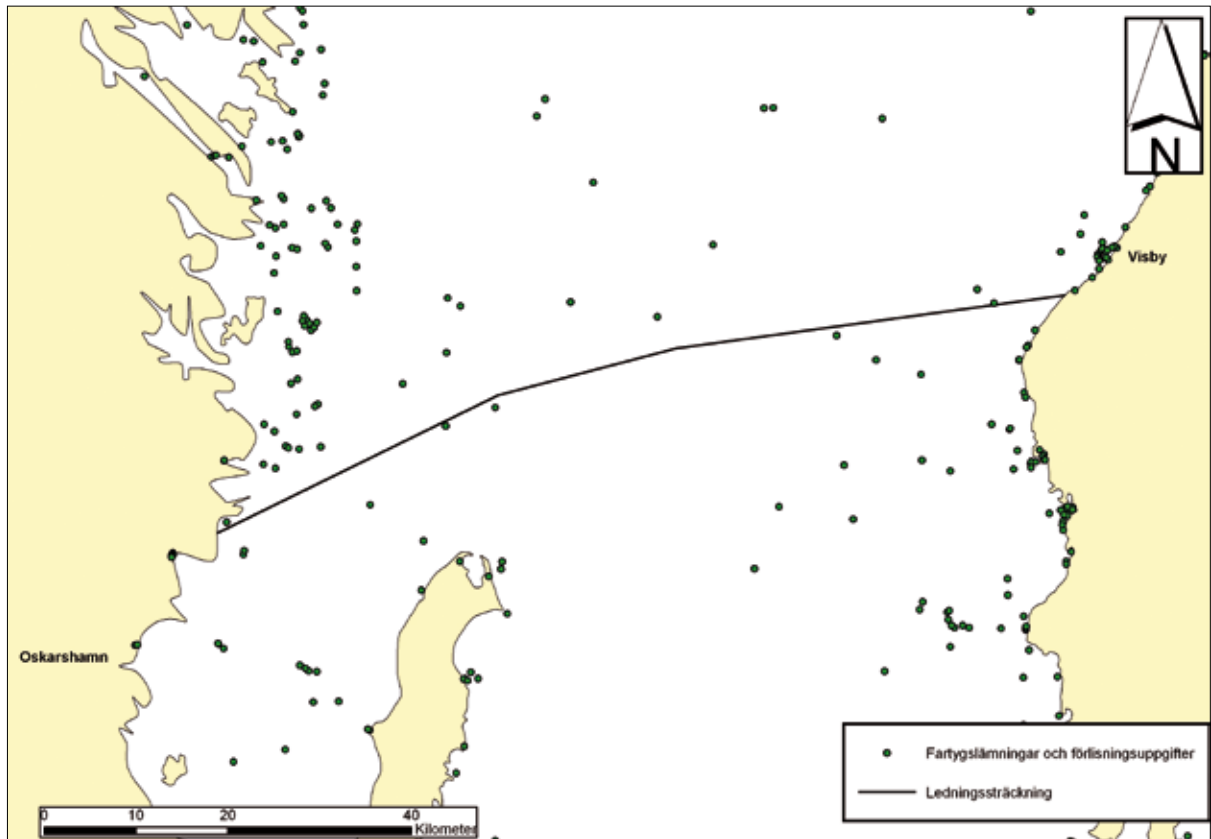 N
Visby
Oskarshamn
Fartygslämningar och förlisningsuppgifter
Ledningssträckning
0 10 20 40
Kilometer